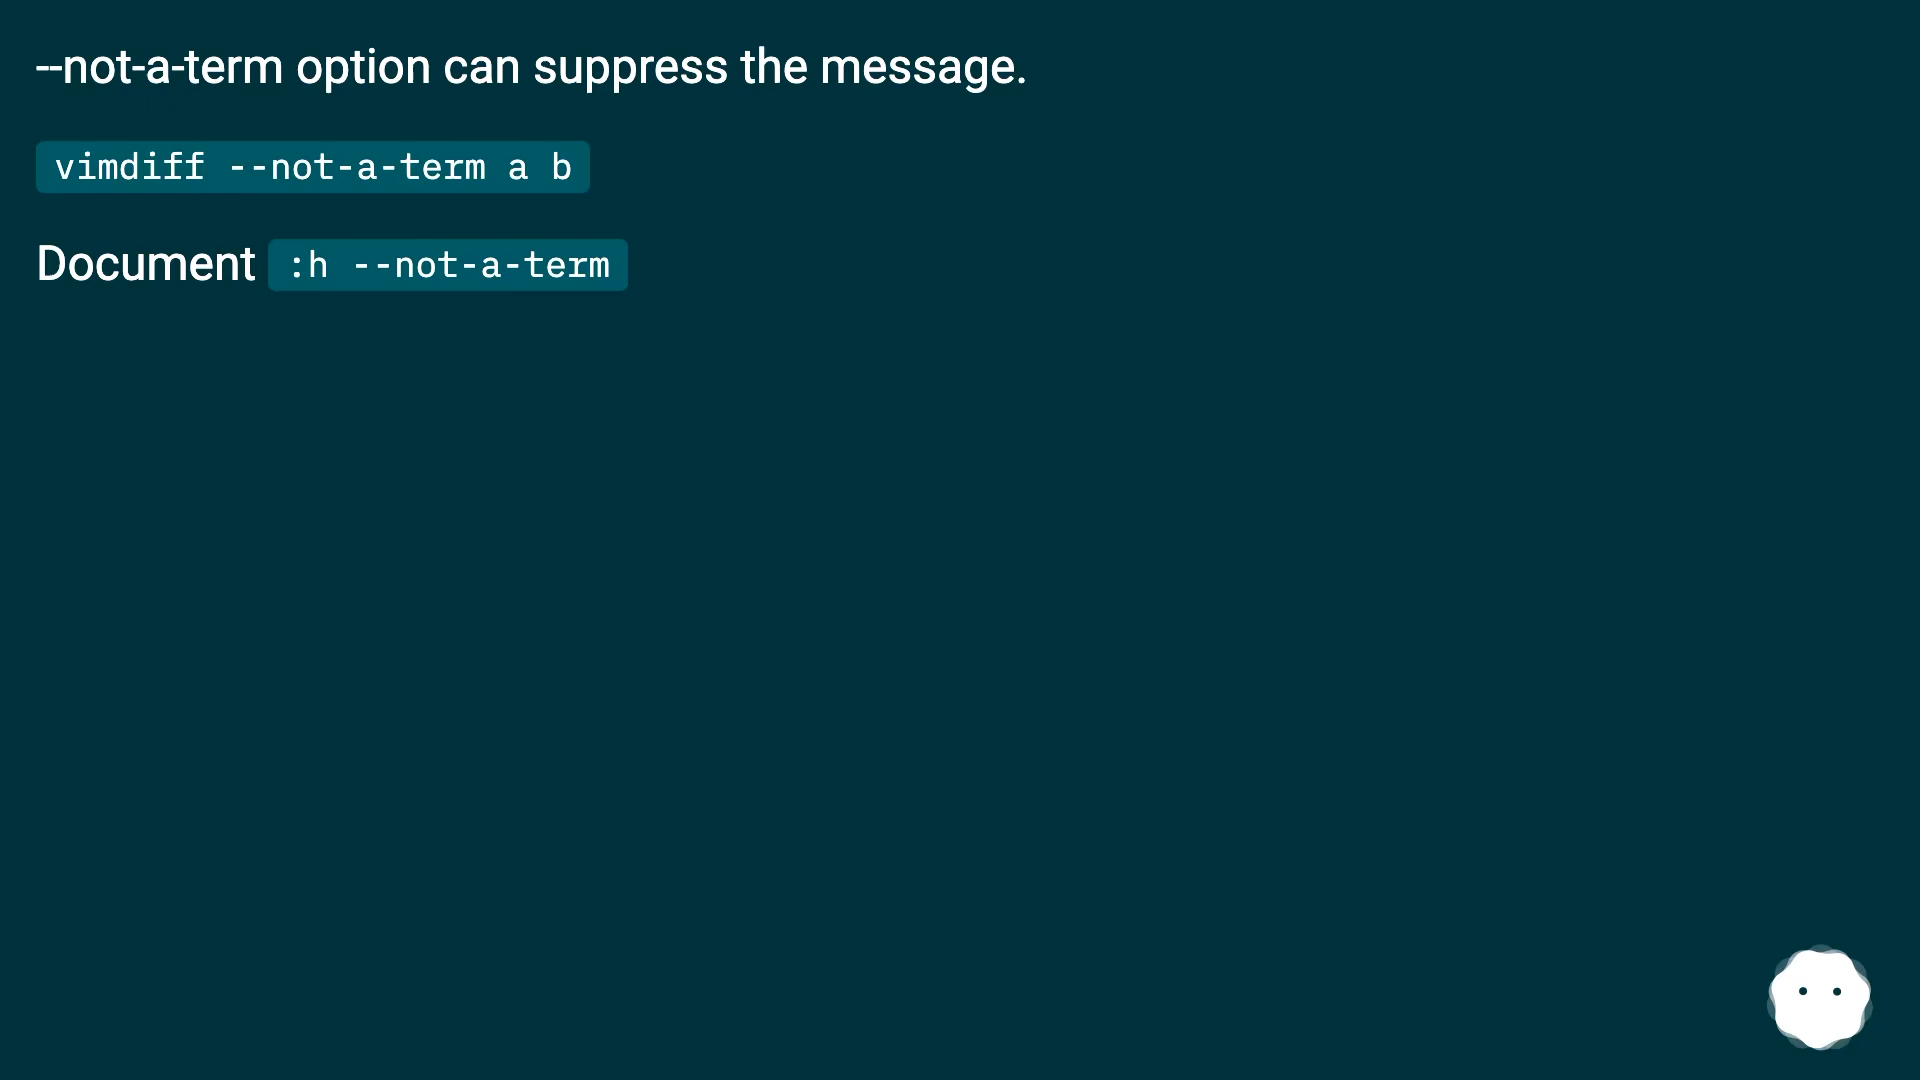 --not-a-term option can suppress the message.
vimdiff --not-a-term a b
Document :h --not-a-term